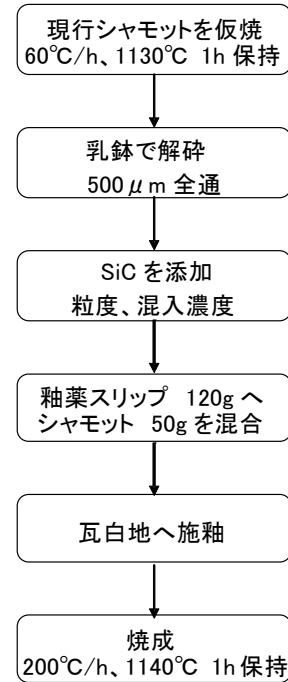 現行シャモットを仮焼
60℃/h、1130℃ 1h 保持
乳鉢で解砕
500μm 全通
SiC を添加
粒度、混入濃度
釉薬スリップ 120g へ
シャモット 50g を混合
瓦白地へ施釉
焼成
200℃/h、1140℃ 1h 保持